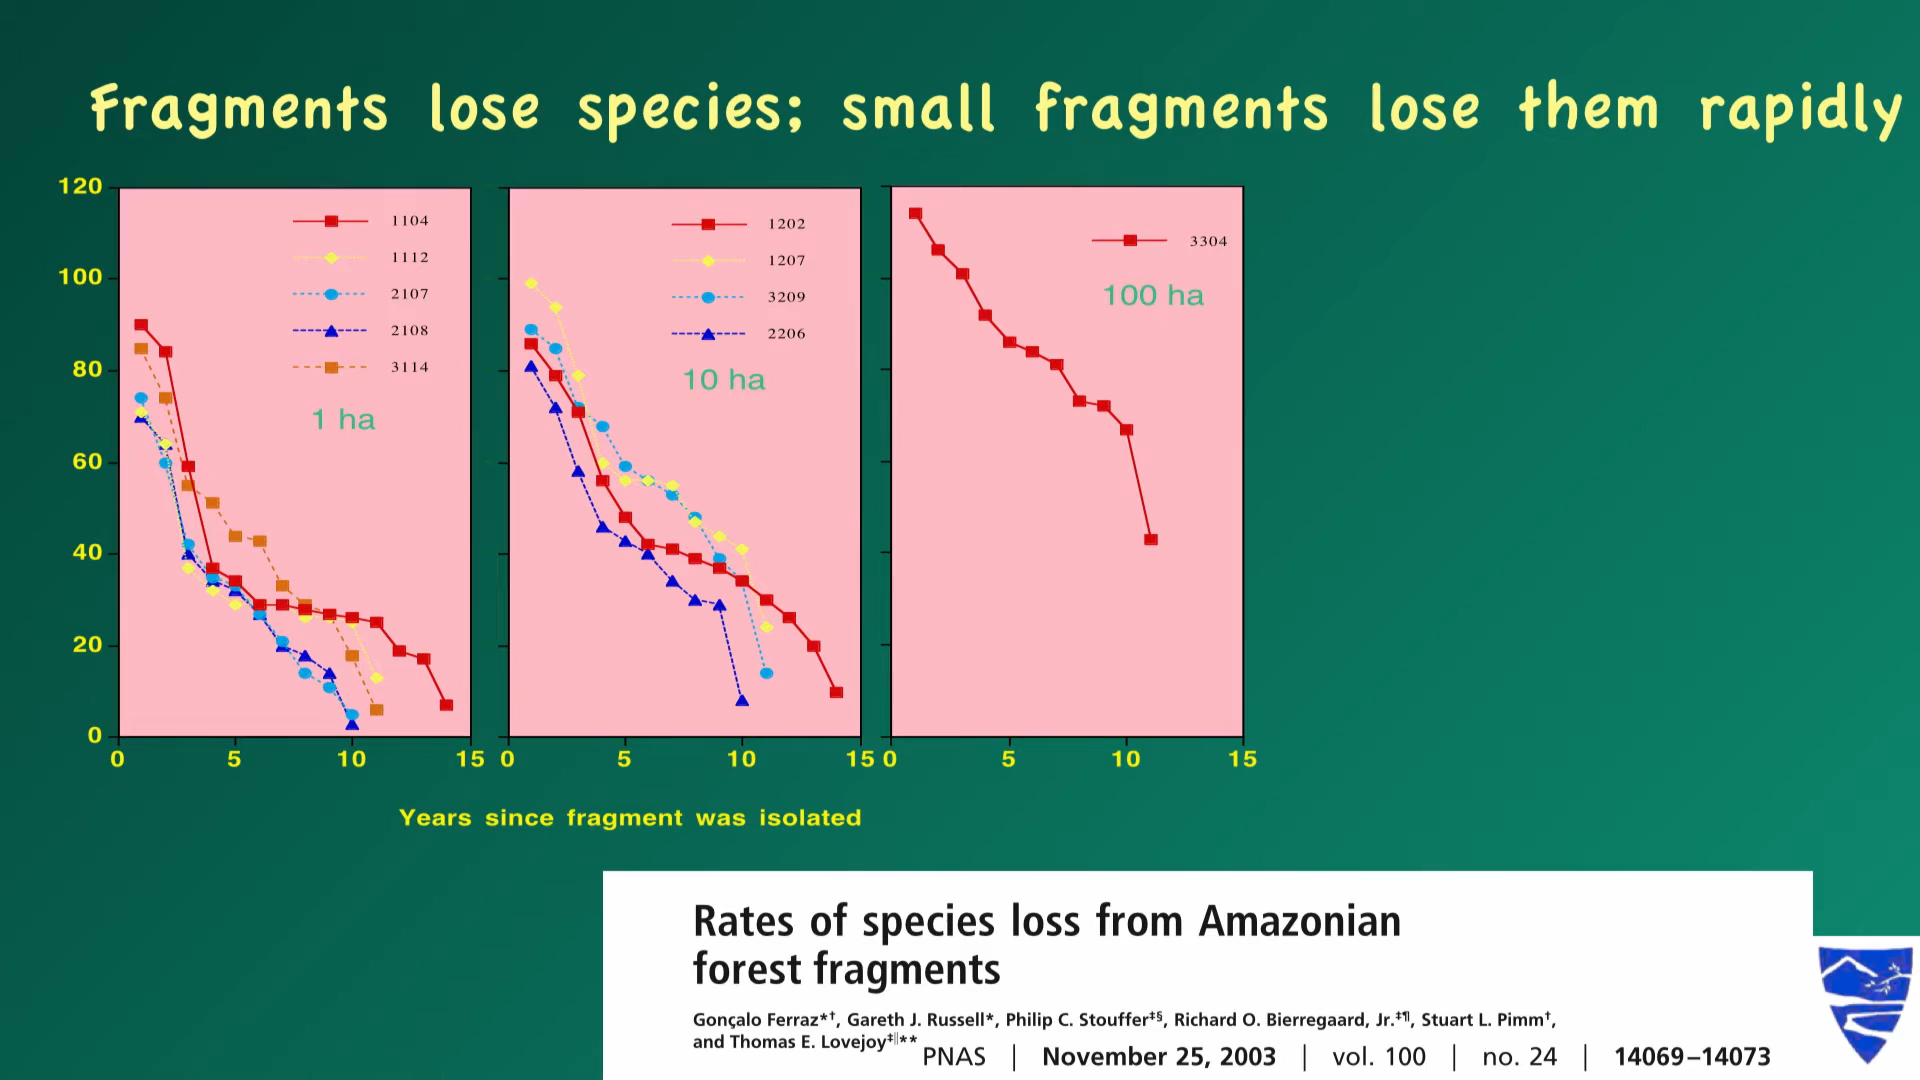 Fragments lose species; small fragments lose them rapidly
120
100
80
60
40
20
0
1104
1112
2107
2108
3114
1 ha
1202
1207
3209
2206
10 ha
3304
100 ha
0 5 10 15 0 5 10 15 0 5 10 15
Years since fragment was isolated
Rates of species loss from Amazonian
forest fragments
Gonçalo Ferraz*†, Gareth J. Russell*, Philip C. Stouffer‡§, Richard O. Bierregaard, Jr.‡¶, Stuart L. Pimm†,
and Thomas E. Lovejoy‡‖**
PNAS | November 25, 2003 | vol. 100 | no. 24 | 14069–14073